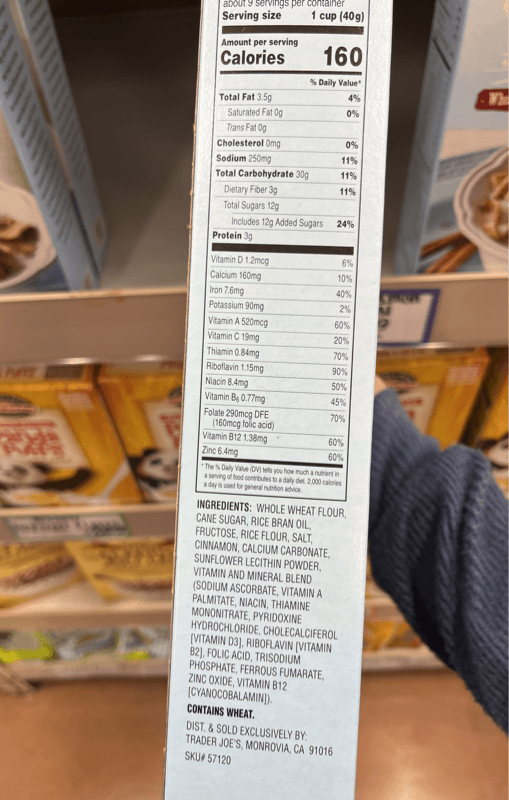 about 9 servings per container
Serving size 1 cup (40g)
Amount per serving
Calories 160
% Daily Value*
Total Fat 3.5g 4%
Saturated Fat 0g 0%
Trans Fat 0g
Cholesterol 0mg 0%
Sodium 250mg 11%
Total Carbohydrate 30g 11%
Dietary Fiber 3g 11%
Total Sugars 12g
Includes 12g Added Sugars 24%
Protein 3g
Vitamin D 1.2mcg 6%
Calcium 160mg 10%
Iron 7.6mg 40%
Potassium 90mg 2%
Vitamin A 520mcg 60%
Vitamin C 19mg 20%
Thiamin 0.84mg 70%
Riboflavin 1.15mg 90%
Niacin 8.4mg 50%
Vitamin B6 0.77mg 45%
Folate 290mcg DFE 70%
(160mcg folic acid)
Vitamin B12 1.38mg 60%
Zinc 6.4mg 60%
*The % Daily Value (DV) tells you how much a nutrient in
a serving of food contributes to a daily diet. 2,000 calories
a day is used for general nutrition advice.
INGREDIENTS: WHOLE WHEAT FLOUR,
CANE SUGAR, RICE BRAN OIL,
FRUCTOSE, RICE FLOUR, SALT,
CINNAMON, CALCIUM CARBONATE,
SUNFLOWER LECITHIN POWDER,
VITAMIN AND MINERAL BLEND
(SODIUM ASCORBATE, VITAMIN A
PALMITATE, NIACIN, THIAMINE
MONONITRATE, PYRIDOXINE
HYDROCHLORIDE, CHOLECALCIFEROL
[VITAMIN D3], RIBOFLAVIN [VITAMIN
B2], FOLIC ACID, TRISODIUM
PHOSPHATE, FERROUS FUMARATE,
ZINC OXIDE, VITAMIN B12
[CYANOCOBALAMIN]).
CONTAINS WHEAT.
DIST. & SOLD EXCLUSIVELY BY:
TRADER JOE'S, MONROVIA, CA 91016
SKU# 57120